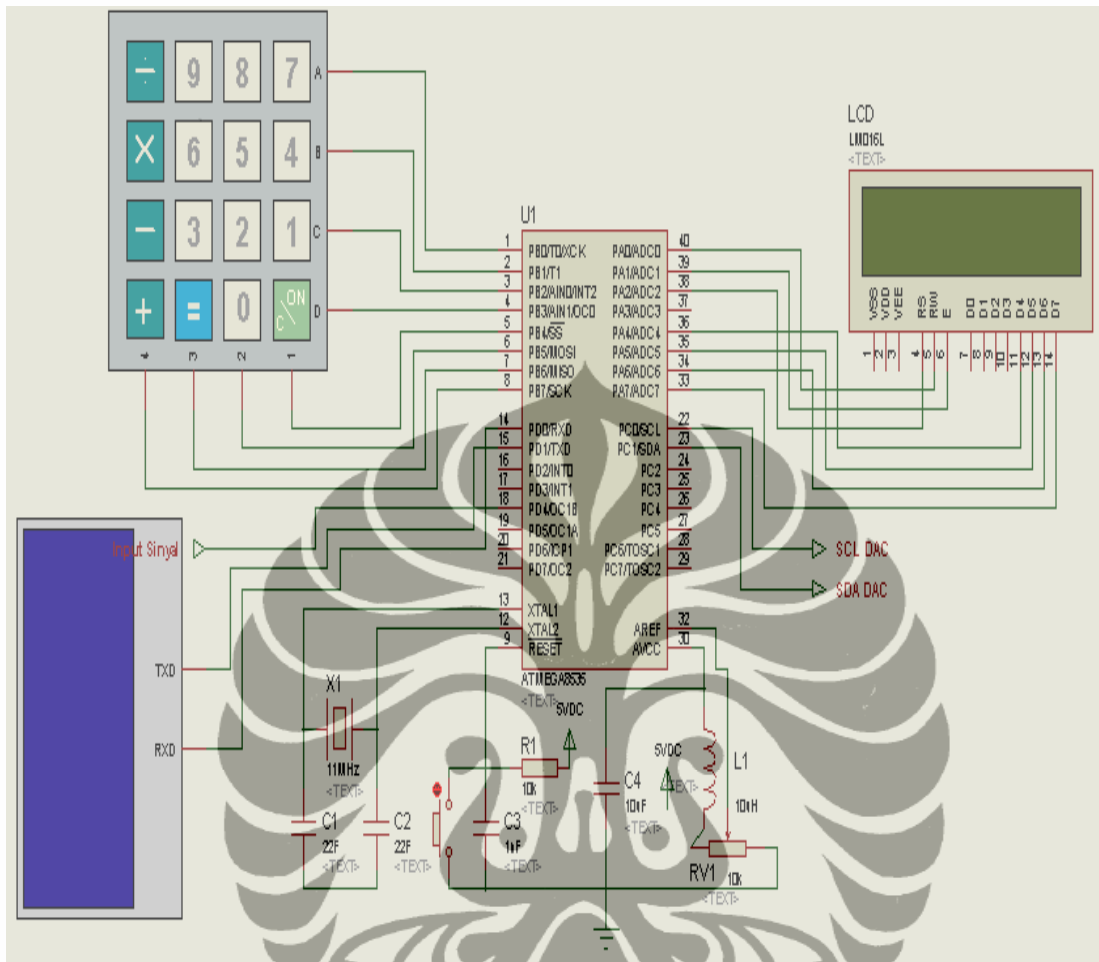 ÷ 9 8 7 A
× 6 5 4 B
− 3 2 1 C
+ = 0 ON/C D
4 3 2 1
LCD
LM016L
<TEXT>
VSS VDD VEE RS RW E D0 D1 D2 D3 D4 D5 D6 D7
1 2 3 4 5 6 7 8 9 10 11 12 13 14
U1
1 PB0/T0/XCK PA0/ADC0 40
2 PB1/T1 PA1/ADC1 39
3 PB2/AIN0/INT2 PA2/ADC2 38
4 PB3/AIN1/OC0 PA3/ADC3 37
5 PB4/SS PA4/ADC4 36
6 PB5/MOSI PA5/ADC5 35
7 PB6/MISO PA6/ADC6 34
8 PB7/SCK PA7/ADC7 33
14 PD0/RXD PC0/SCL 22
15 PD1/TXD PC1/SDA 23
16 PD2/INT0 PC2 24
17 PD3/INT1 PC3 25
18 PD4/OC1B PC4 26
19 PD5/OC1A PC5 27
20 PD6/ICP1 PC6/TOSC1 28
21 PD7/OC2 PC7/TOSC2 29
13 XTAL1
12 XTAL2 AREF 32
9 RESET AVCC 30
ATMEGA8535
<TEXT>
Input Sinyal
SCL DAC
SDA DAC
TXD
RXD
X1
11MHz
<TEXT>
C1
22F
<TEXT>
C2
22F
<TEXT>
R1
10k
<TEXT>
5VDC
C3
<TEXT>
C4
<TEXT>
5VDC
<TEXT>
L1
RV1
10k
<TEXT>